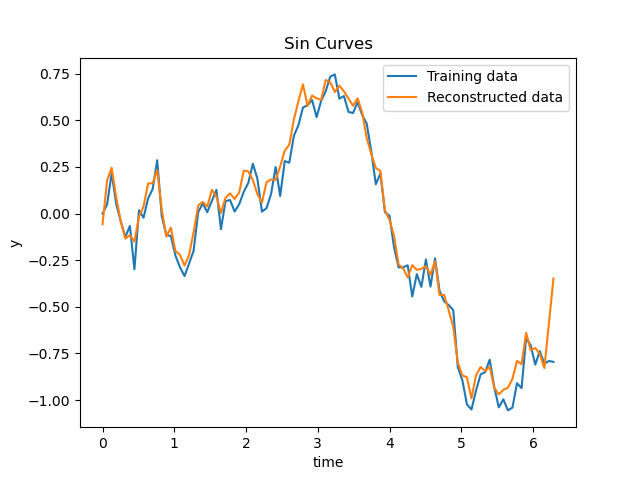 Sin Curves
Training data
Reconstructed data
0.75
0.50
0.25
0.00
−0.25
−0.50
−0.75
−1.00
y
0 1 2 3 4 5 6
time